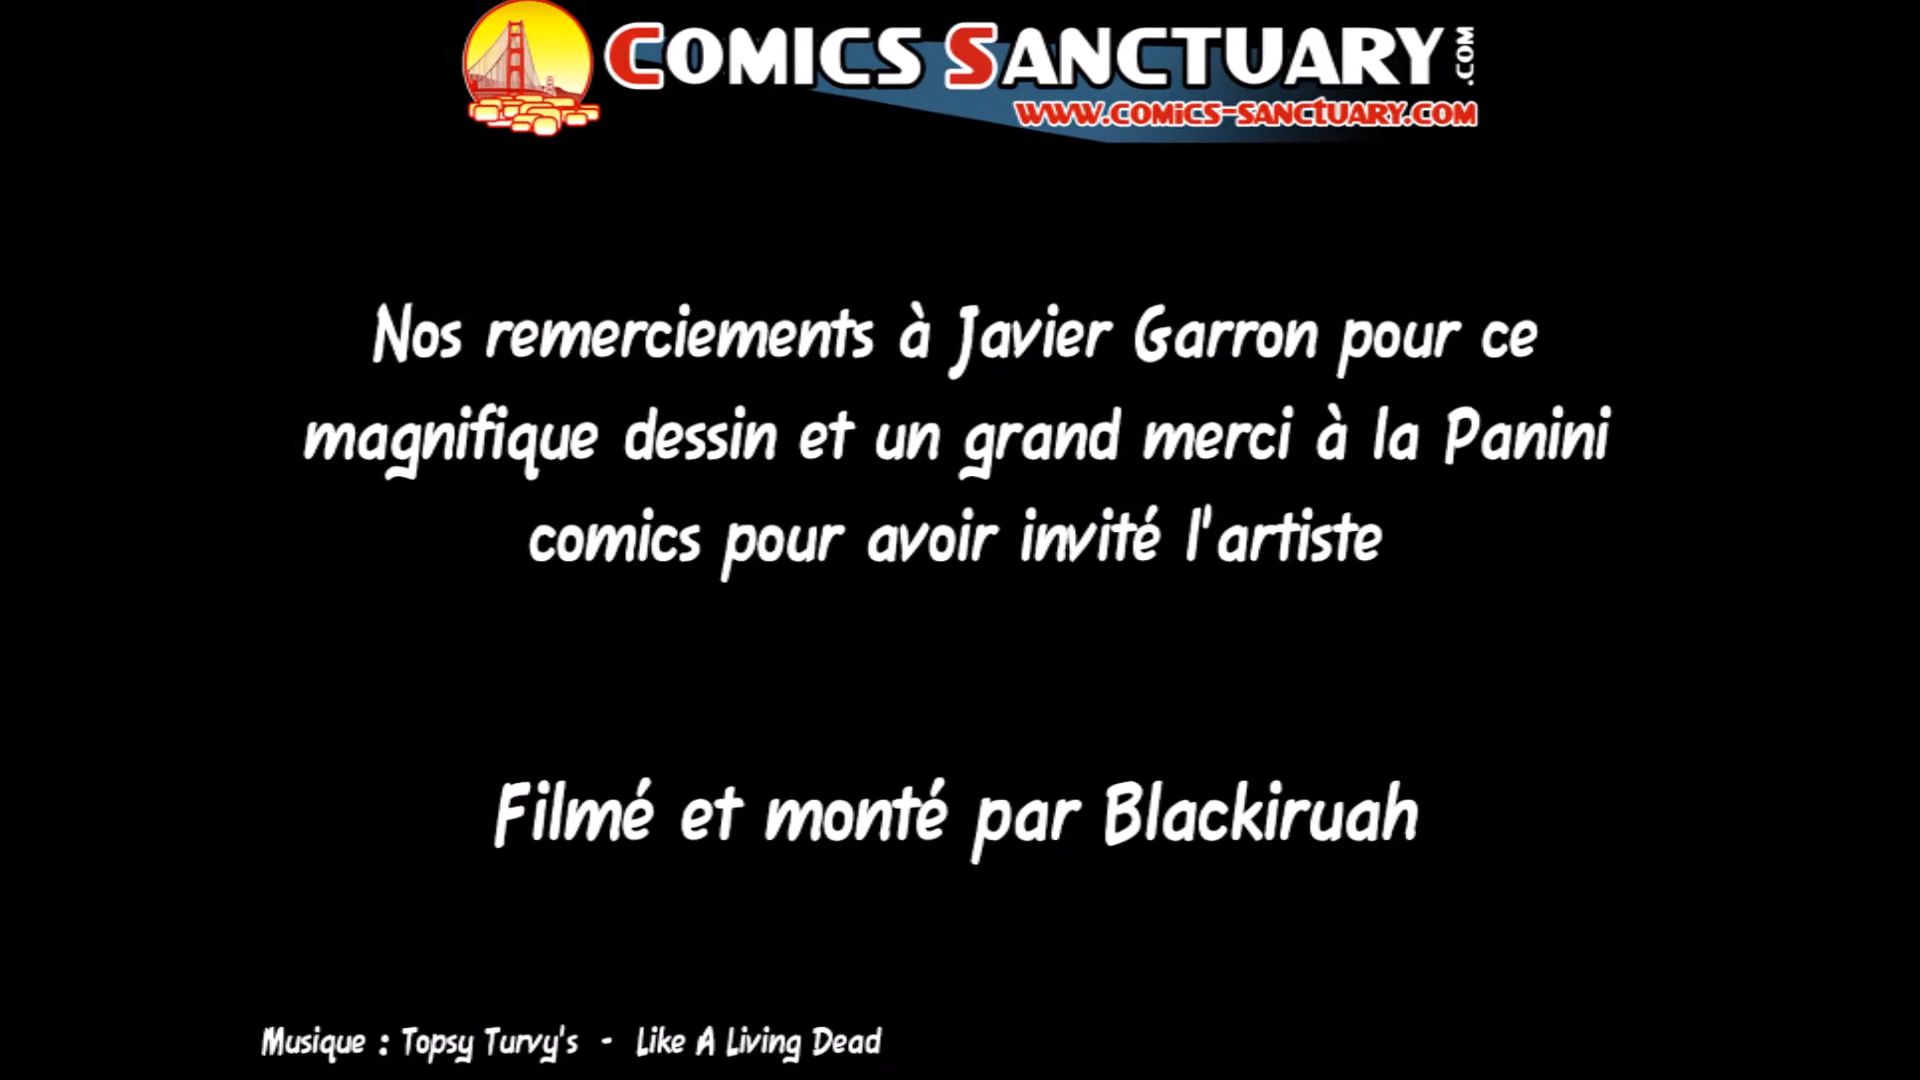 COMICS SANCTUARY.COM
WWW.COMICS-SANCTUARY.COM
Nos remerciements à Javier Garron pour ce
magnifique dessin et un grand merci à la Panini
comics pour avoir invité l'artiste
Filmé et monté par Blackiruah
Musique : Topsy Turvy's - Like A Living Dead